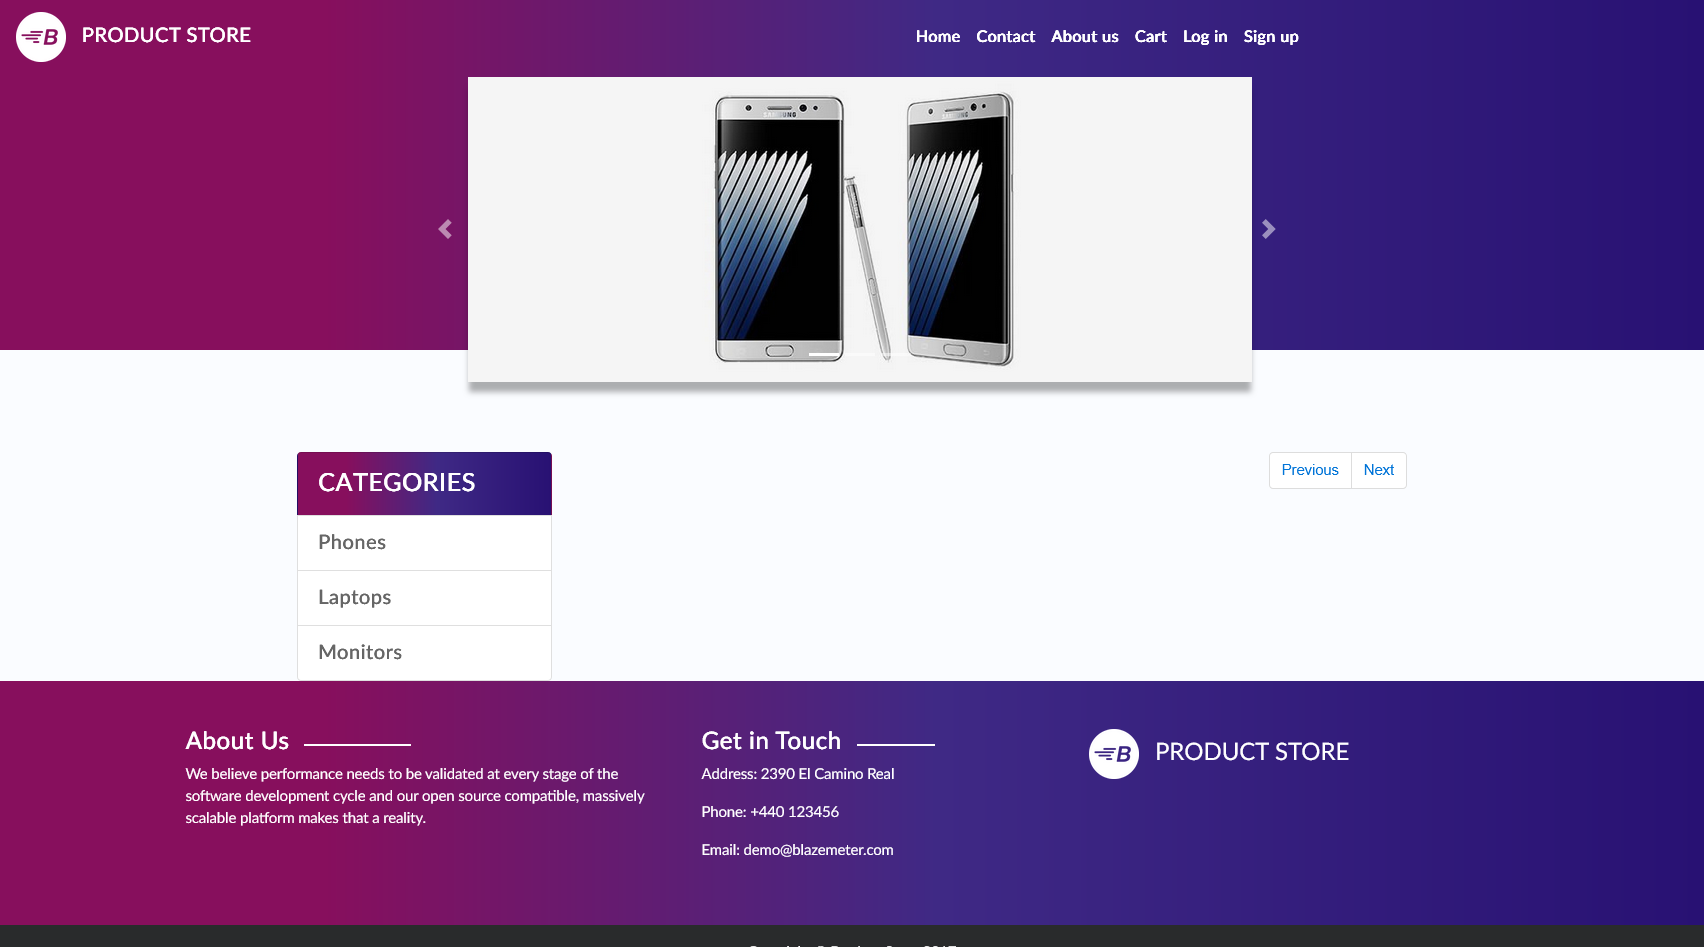 PRODUCT STORE
Home Contact About us Cart Log in Sign up
SAMSUNG
SAMSUNG
CATEGORIES
Phones
Laptops
Monitors
Previous Next
About Us
We believe performance needs to be validated at every stage of the
software development cycle and our open source compatible, massively
scalable platform makes that a reality.
Get in Touch
Address: 2390 El Camino Real
Phone: +440 123456
Email: demo@blazemeter.com
B PRODUCT STORE